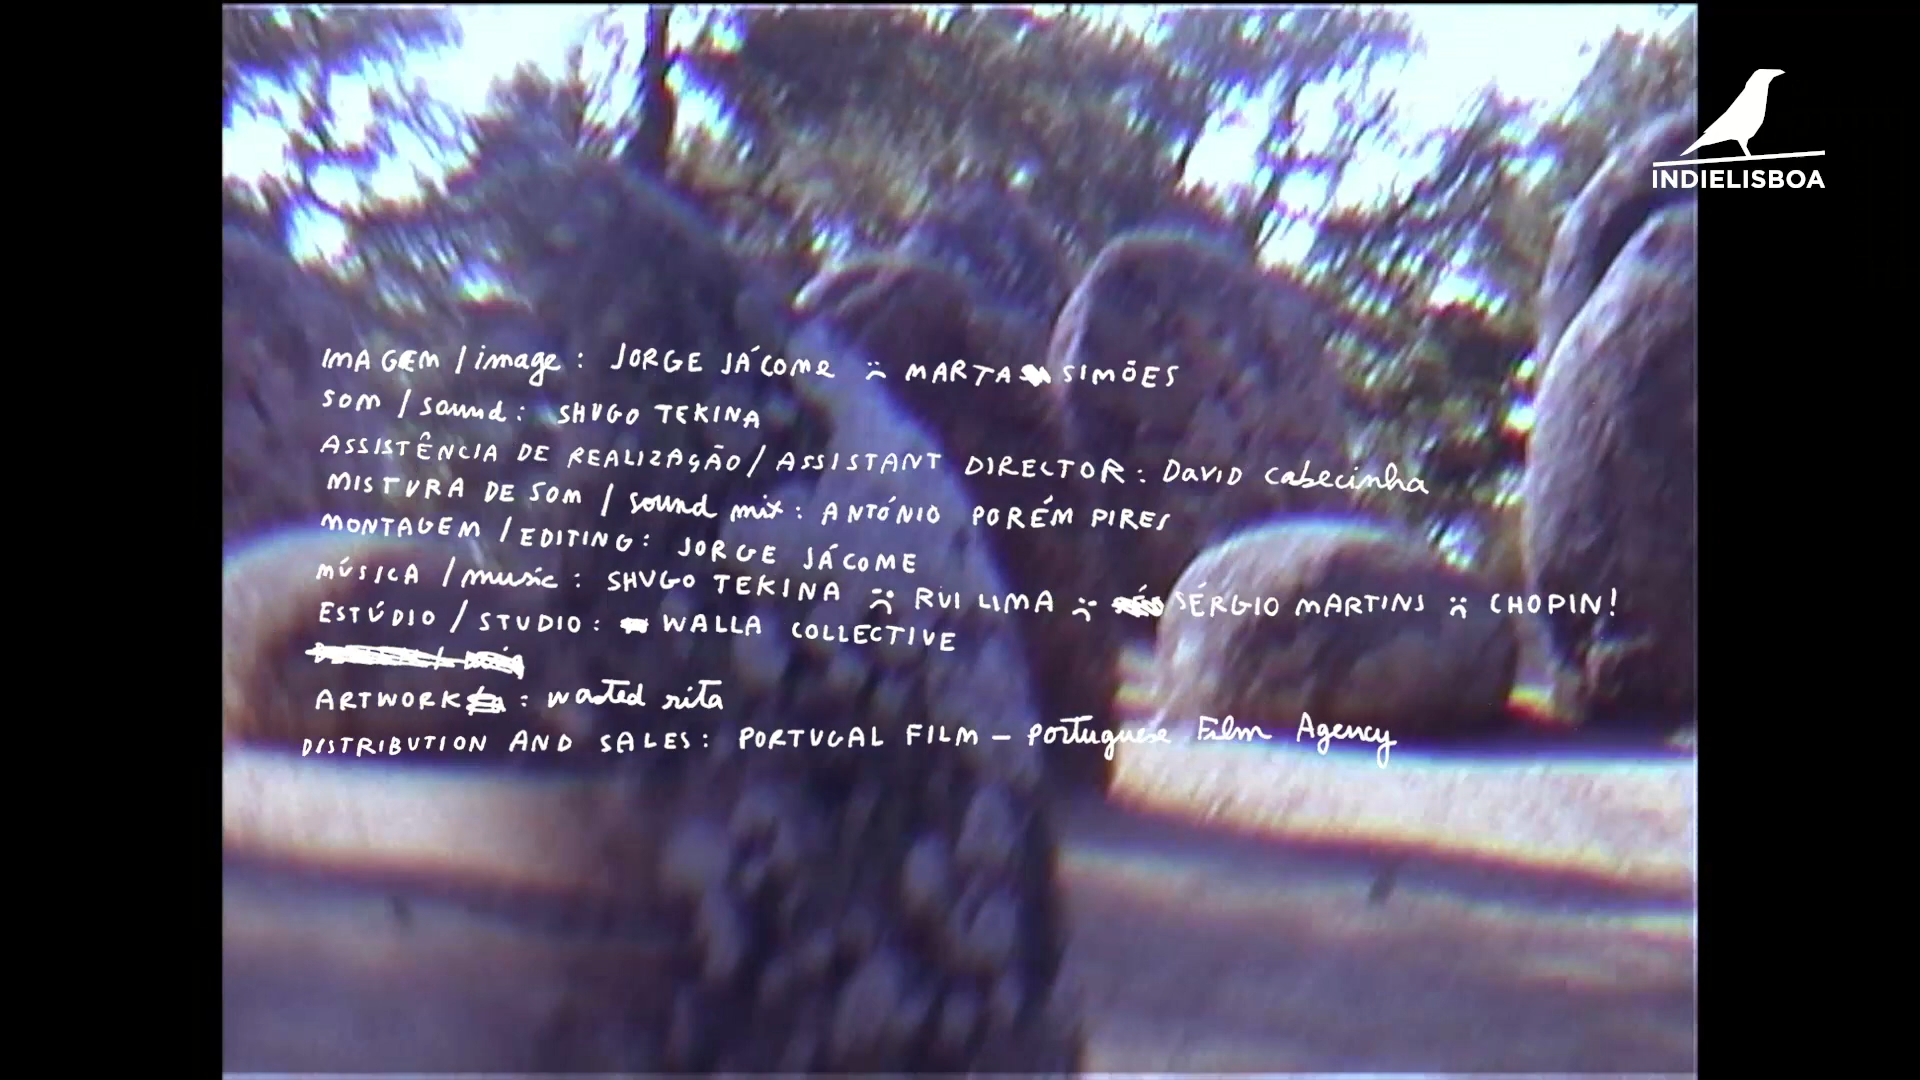 INDIELISBOA
IMAGEM / image : JORGE JÁCOME :( MARTA SIMÕES
SOM / sound : SHUGO TEKINA
ASSISTÊNCIA DE REALIZAÇÃO / ASSISTANT DIRECTOR : DAVID cabecinha
MISTURA DE SOM / sound mix : ANTÓNIO PORÉM PIRES
MONTAGEM / EDITING : JORGE JÁCOME
MÚSICA / music : SHUGO TEKINA :( RUI LIMA :( SÉRGIO MARTINS :( CHOPIN!
ESTÚDIO / STUDIO : WALLA COLLECTIVE
ARTWORK : wasted rita
DISTRIBUTION AND SALES : PORTUGAL FILM – Portuguese Film Agency